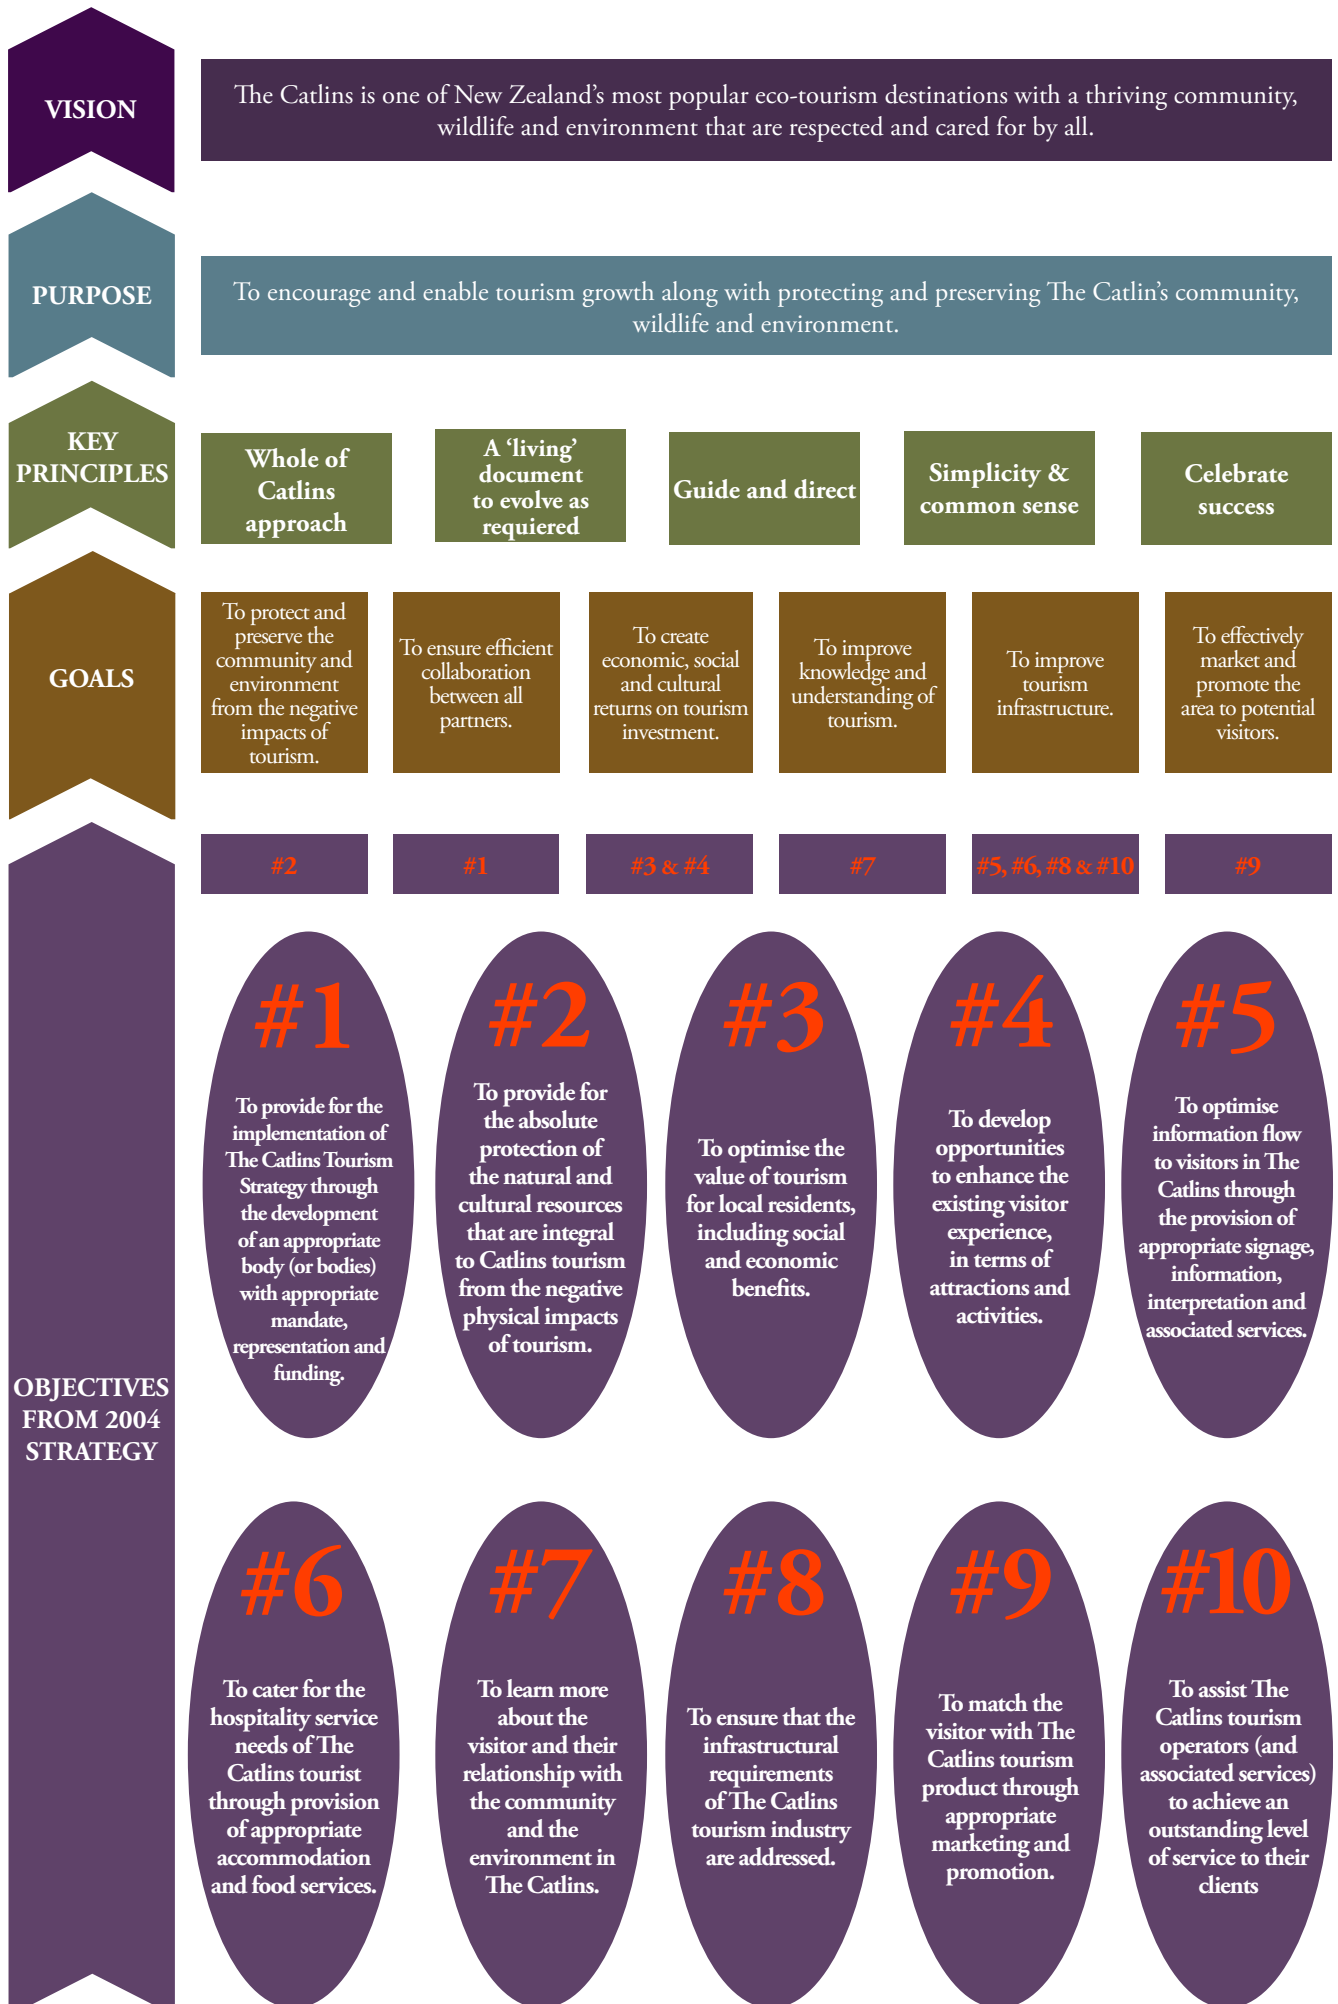 VISION
The Catlins is one of New Zealand’s most popular eco-tourism destinations with a thriving community,
wildlife and environment that are respected and cared for by all.
PURPOSE
To encourage and enable tourism growth along with protecting and preserving The Catlin’s community,
wildlife and environment.
KEY
PRINCIPLES
Whole of
Catlins
approach
A ‘living’
document
to evolve as
requiered
Guide and direct
Simplicity &
common sense
Celebrate
success
GOALS
To protect and
preserve the
community and
environment
from the negative
impacts of
tourism.
To ensure efficient
collaboration
between all
partners.
To create
economic, social
and cultural
returns on tourism
investment.
To improve
knowledge and
understanding of
tourism.
To improve
tourism
infrastructure.
To effectively
market and
promote the
area to potential
visitors.
#2
#1
#3 & #4
#7
#5, #6, #8 & #10
#9
OBJECTIVES
FROM 2004
STRATEGY
#1
To provide for the
implementation of
The Catlins Tourism
Strategy through
the development
of an appropriate
body (or bodies)
with appropriate
mandate,
representation and
funding.
#2
To provide for
the absolute
protection of
the natural and
cultural resources
that are integral
to Catlins tourism
from the negative
physical impacts
of tourism.
#3
To optimise the
value of tourism
for local residents,
including social
and economic
benefits.
#4
To develop
opportunities
to enhance the
existing visitor
experience,
in terms of
attractions and
activities.
#5
To optimise
information flow
to visitors in The
Catlins through
the provision of
appropriate signage,
information,
interpretation and
associated services.
#6
To cater for the
hospitality service
needs of The
Catlins tourist
through provision
of appropriate
accommodation
and food services.
#7
To learn more
about the
visitor and their
relationship with
the community
and the
environment in
The Catlins.
#8
To ensure that the
infrastructural
requirements
of The Catlins
tourism industry
are addressed.
#9
To match the
visitor with The
Catlins tourism
product through
appropriate
marketing and
promotion.
#10
To assist The
Catlins tourism
operators (and
associated services)
to achieve an
outstanding level
of service to their
clients